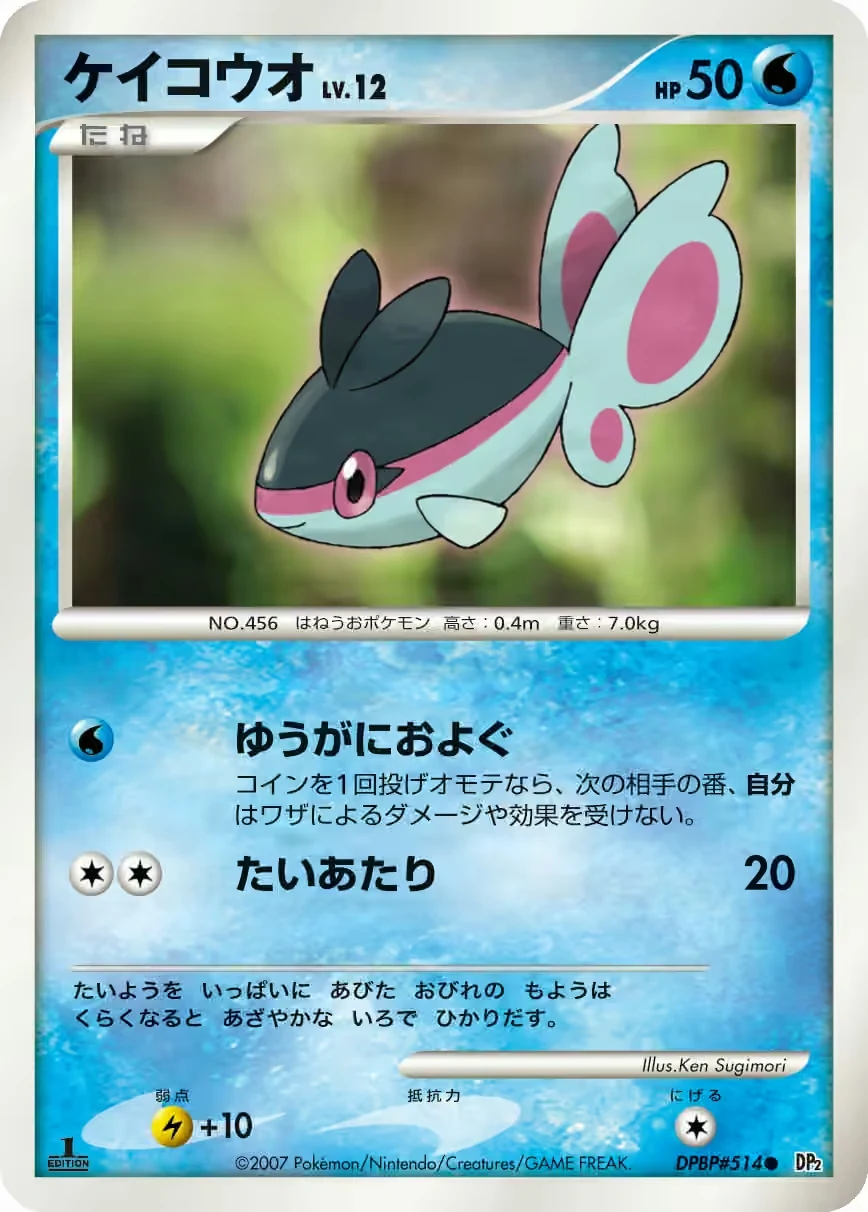 ケイコウオ LV.12 HP 50
たね
NO.456 はねうおポケモン 高さ：0.4m 重さ：7.0kg
ゆうがにおよぐ
コインを1回投げオモテなら、次の相手の番、自分
はワザによるダメージや効果を受けない。
たいあたり 20
たいようを いっぱいに あびた おびれの もようは
くらくなると あざやかな いろで ひかりだす。
Illus.Ken Sugimori
弱点 抵抗力 にげる
+10
1 EDITION ©2007 Pokémon/Nintendo/Creatures/GAME FREAK. DPBP#514● DP2